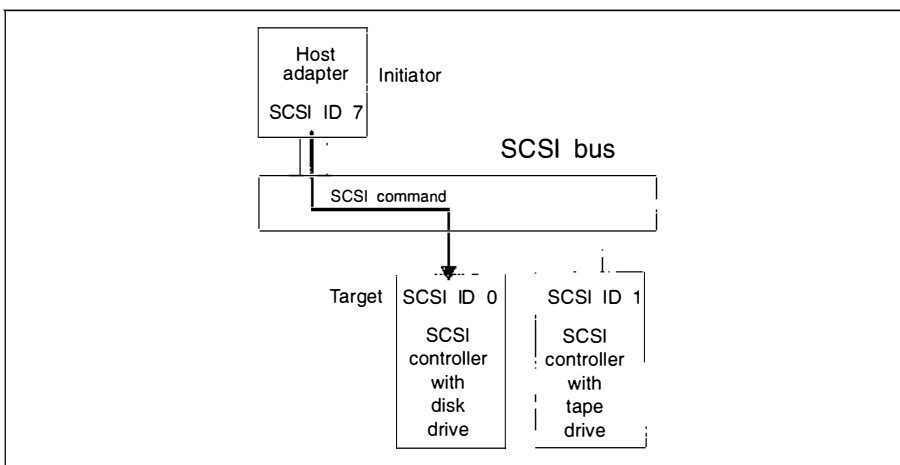 Host
adapter
Initiator
SCSI ID 7
SCSI bus
SCSI command
Target
SCSI ID 0
SCSI
controller
with
disk
drive
SCSI ID 1
SCSI
controller
with
tape
drive